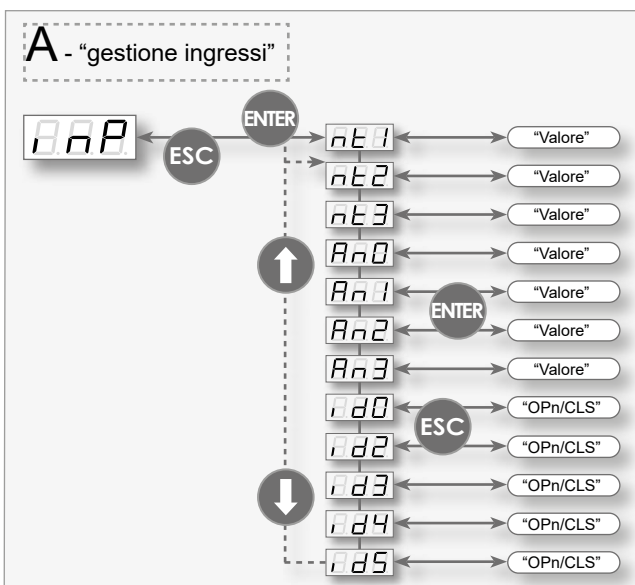 A - “gestione ingressi”
inP
ENTER
ESC
nt1 “Valore”
nt2 “Valore”
nt3 “Valore”
An0 “Valore”
An1 “Valore”
ENTER
An2 “Valore”
An3 “Valore”
id0 “OPn/CLS”
ESC
id2 “OPn/CLS”
id3 “OPn/CLS”
id4 “OPn/CLS”
id5 “OPn/CLS”